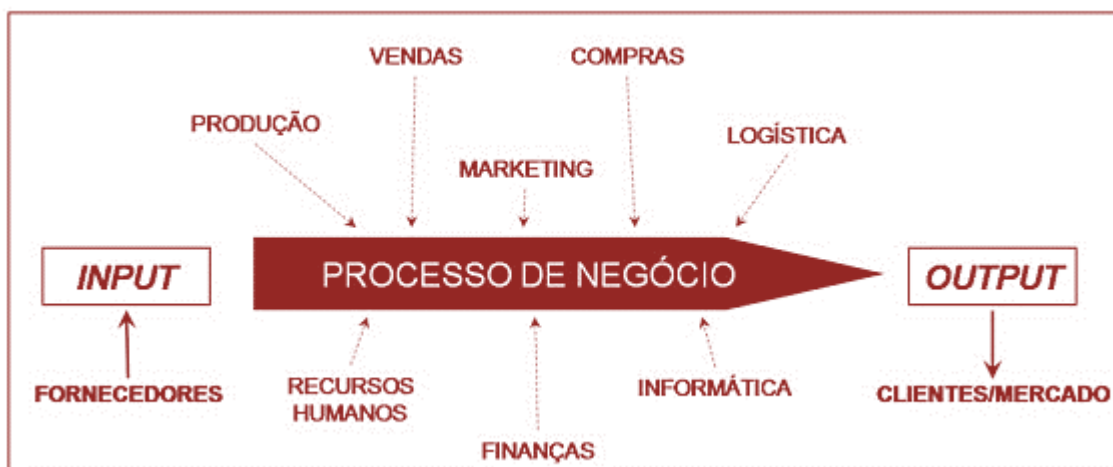 VENDAS
COMPRAS
PRODUÇÃO
LOGÍSTICA
MARKETING
INPUT
PROCESSO DE NEGÓCIO
OUTPUT
FORNECEDORES
RECURSOS
HUMANOS
INFORMÁTICA
CLIENTES/MERCADO
FINANÇAS